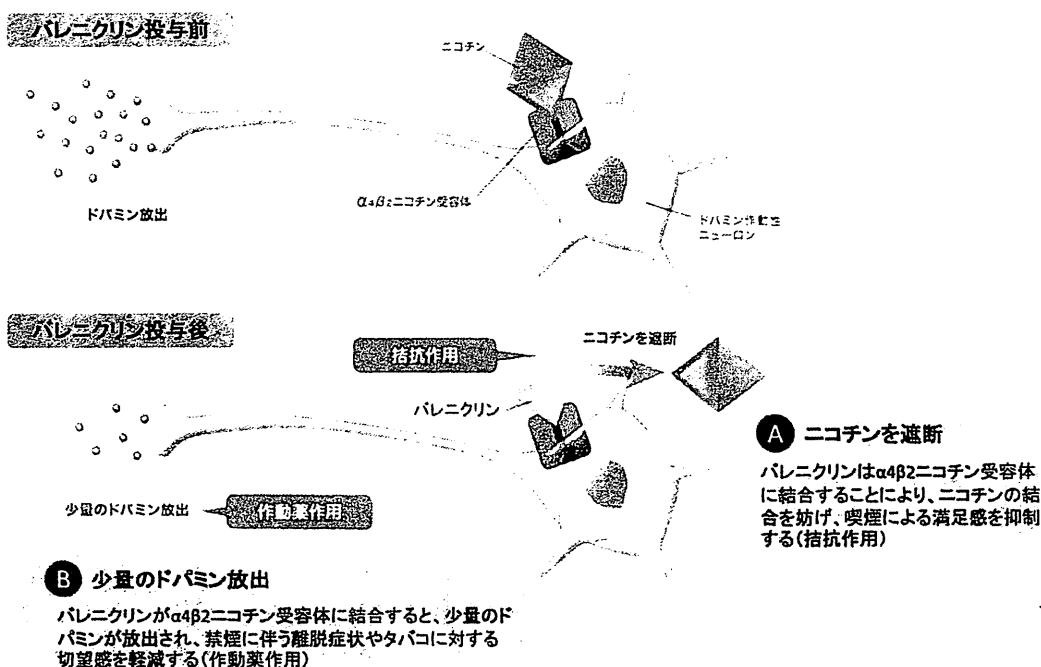 バレニクリン投与前
ニコチン
α4β2ニコチン受容体
ドパミン放出
ドパミン作動性
ニューロン
バレニクリン投与後
拮抗作用
ニコチンを遮断
バレニクリン
少量のドパミン放出
作動薬作用
A ニコチンを遮断
バレニクリンはα4β2ニコチン受容体
に結合することにより、ニコチンの結
合を妨げ、喫煙による満足感を抑制
する(拮抗作用)
B 少量のドパミン放出
バレニクリンがα4β2ニコチン受容体に結合すると、少量のド
パミンが放出され、禁煙に伴う離脱症状やタバコに対する
切望感を軽減する(作動薬作用)